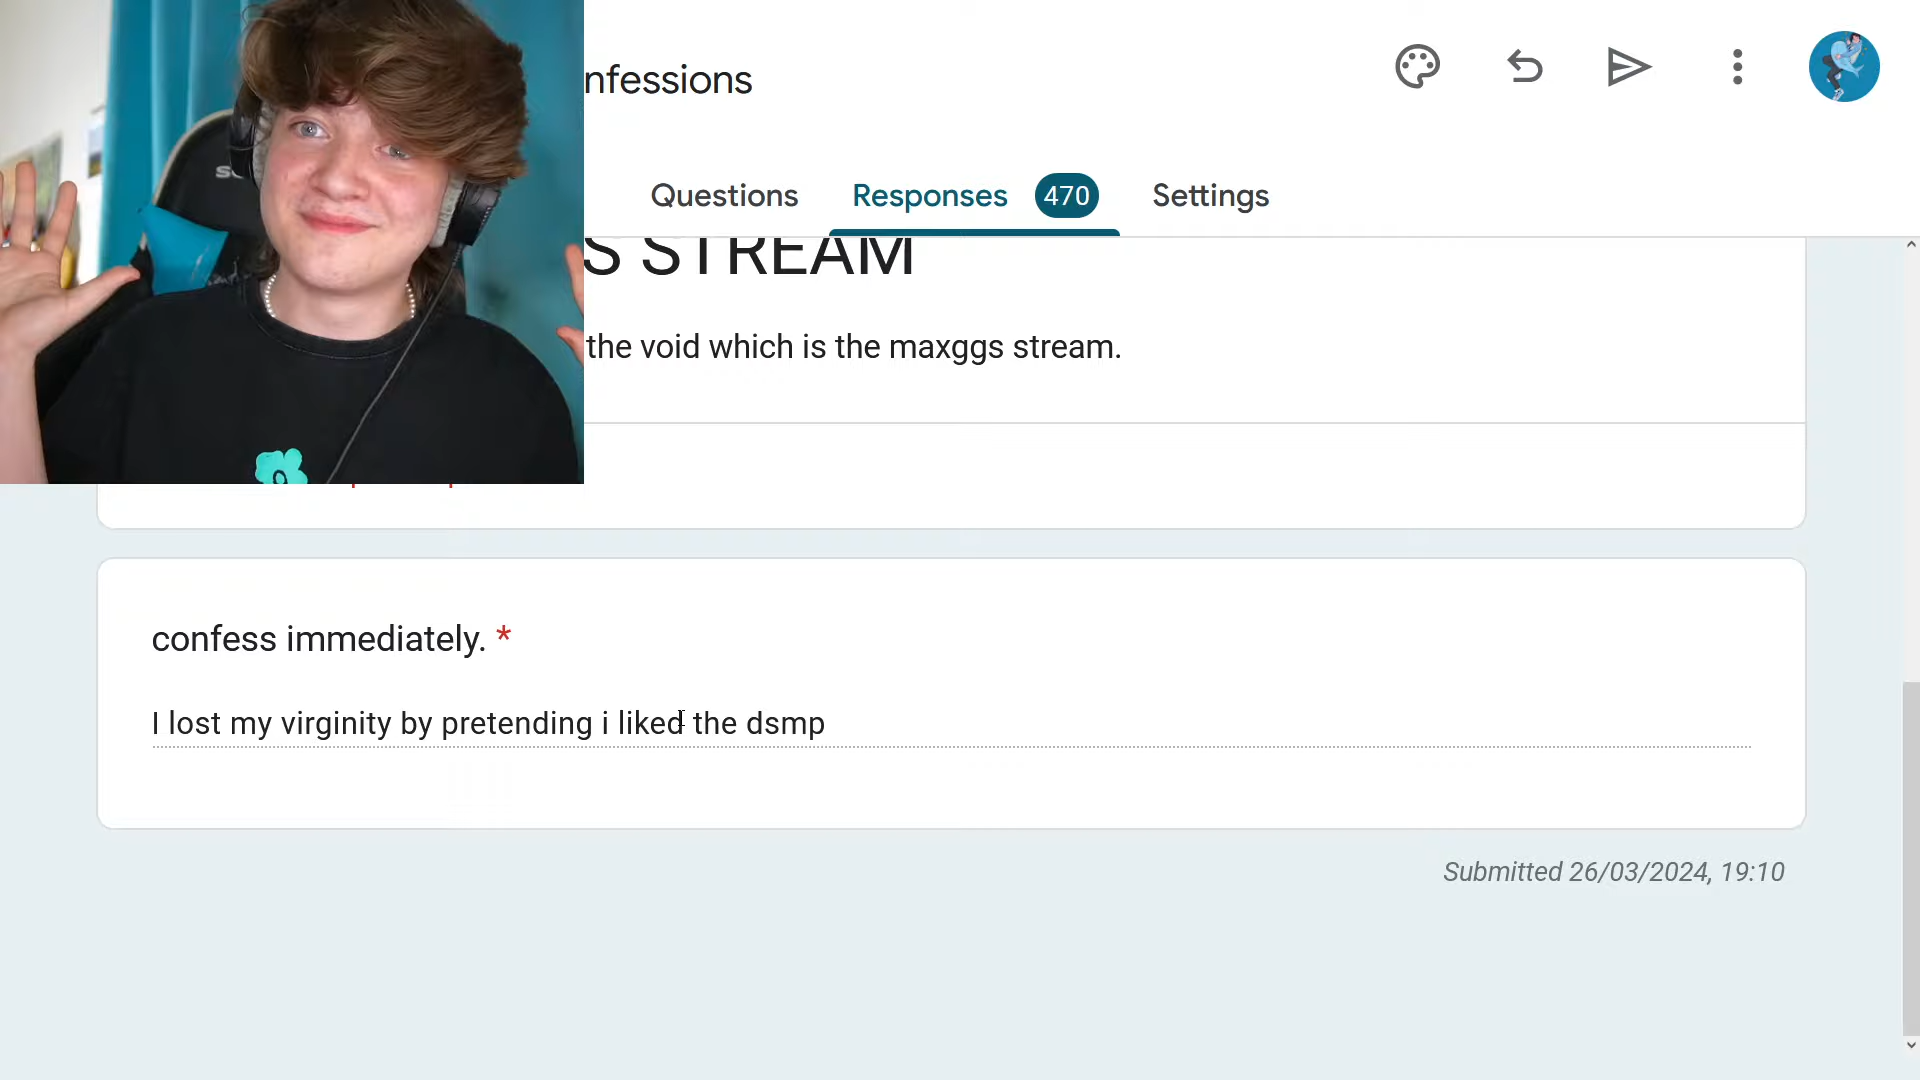 nfessions
Questions Responses 470 Settings
S STREAM
the void which is the maxggs stream.
confess immediately. *
I lost my virginity by pretending i liked the dsmp
Submitted 26/03/2024, 19:10